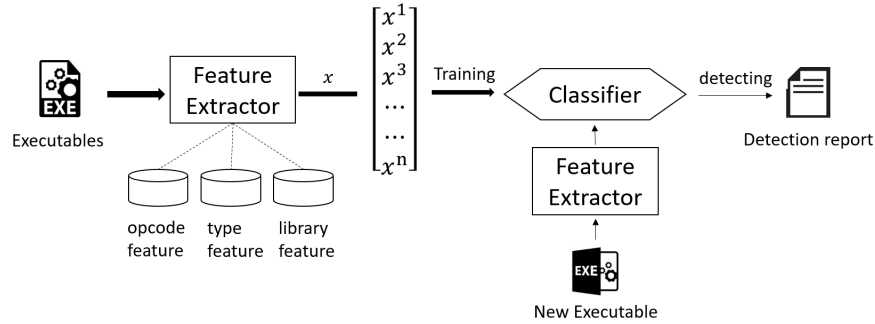 EXE
Executables
Feature
Extractor
opcode
feature
type
feature
library
feature
x
x¹
x²
x³
...
...
xⁿ
Training
Classifier
detecting
Detection report
Feature
Extractor
EXE
New Executable